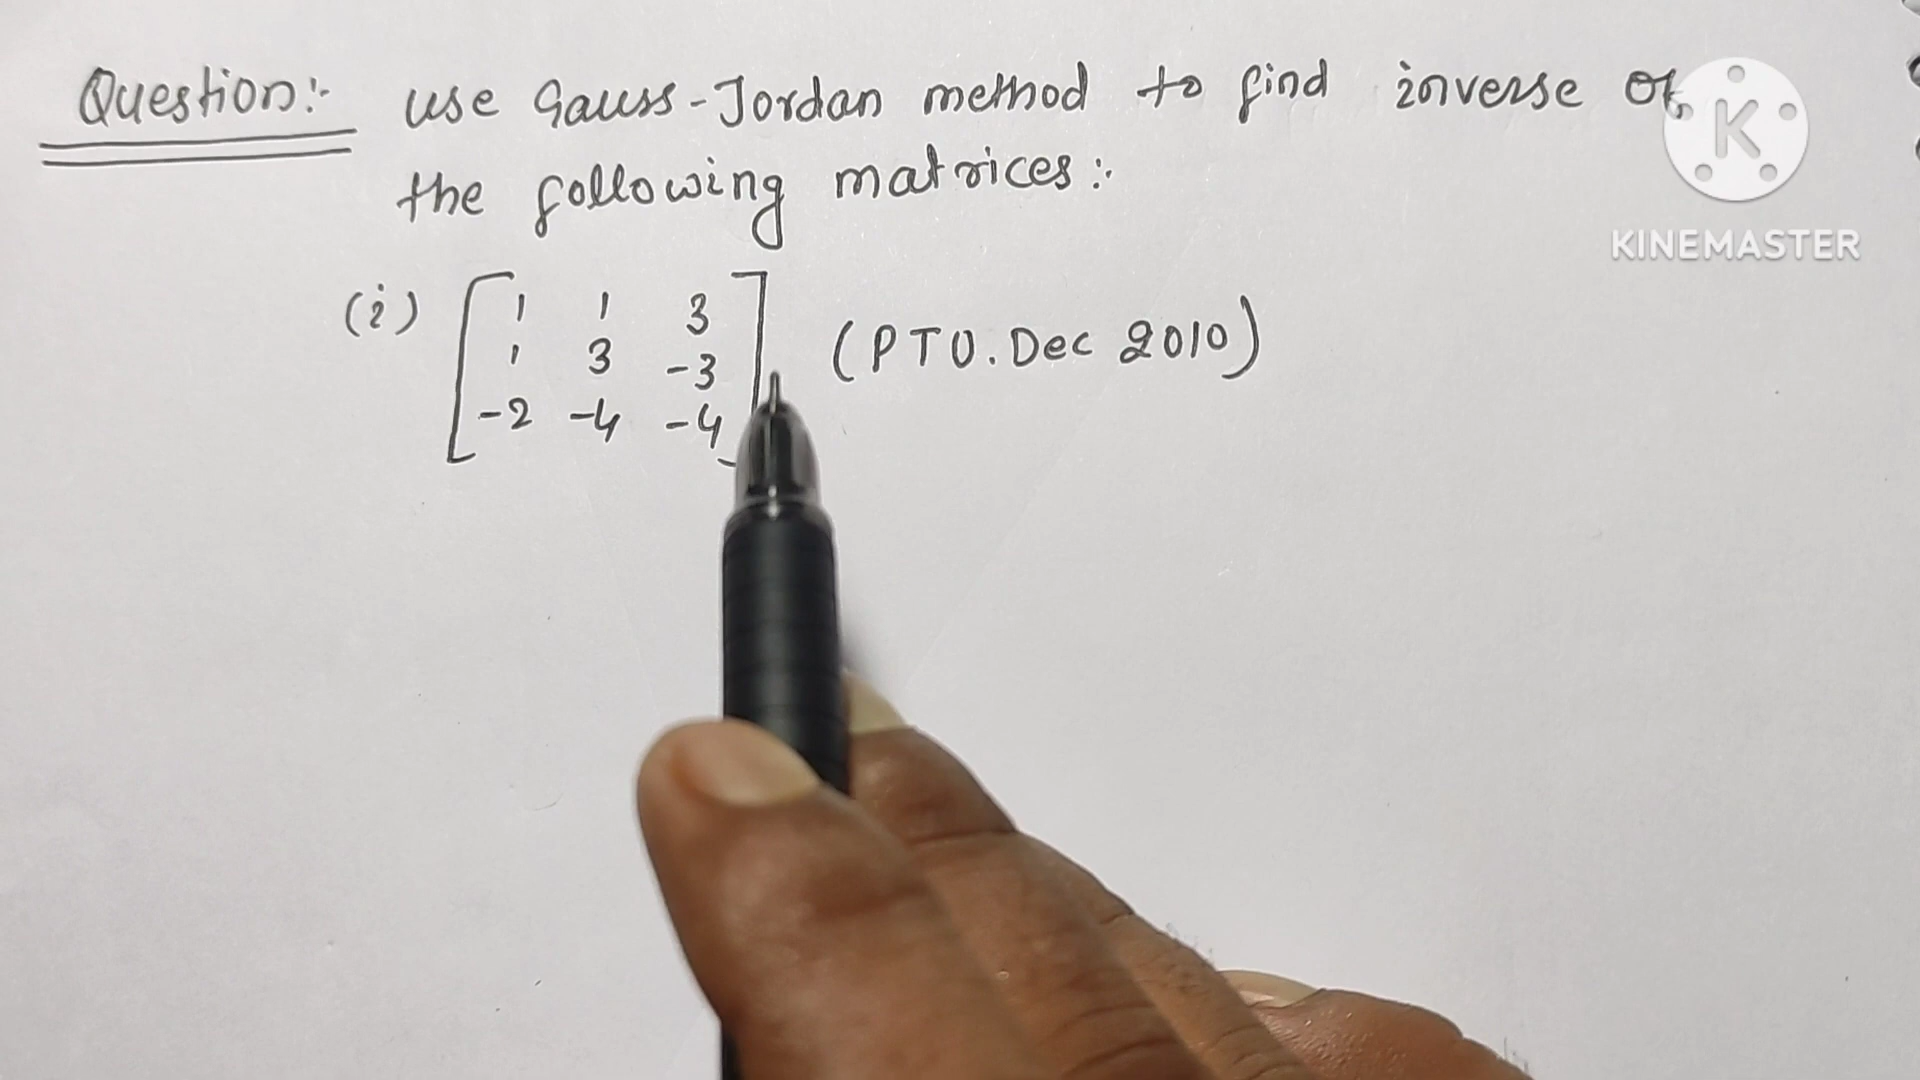 Question:- use Gauss-Jordan method to find inverse of
the following matrices:-
(i) [ 1 1 3
1 3 -3
-2 -4 -4 ] (PTU. Dec 2010)
K
KINEMASTER